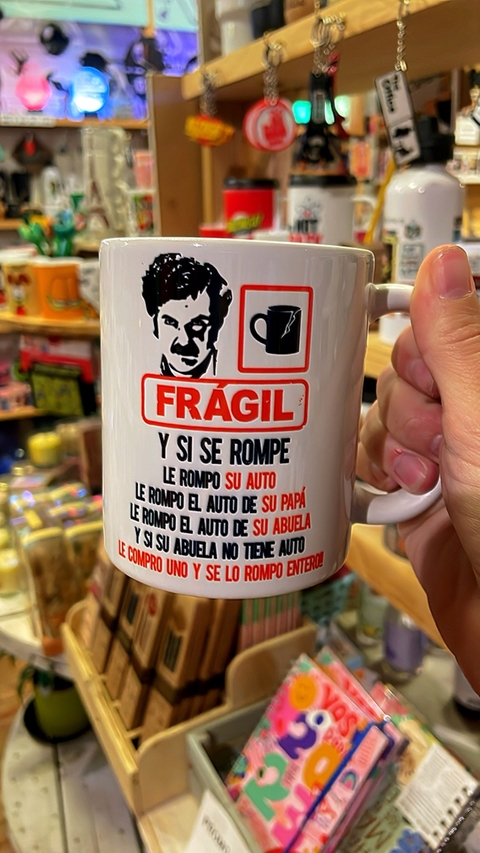 FRÁGIL
Y SI SE ROMPE
LE ROMPO SU AUTO
LE ROMPO EL AUTO DE SU PAPÁ
LE ROMPO EL AUTO DE SU ABUELA
Y SI SU ABUELA NO TIENE AUTO
LE COMPRO UNO Y SE LO ROMPO ENTERO!!